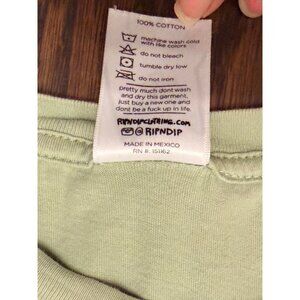 100% COTTON
machine wash cold
with like colors
do not bleach
tumble dry low
do not iron
pretty much dont wash
and dry this garment,
just buy a new one and
dont be a fuck up in life
RIPNDIPCLOTHING.COM
@RIPNDIP
MADE IN MEXICO
RN #: 151162